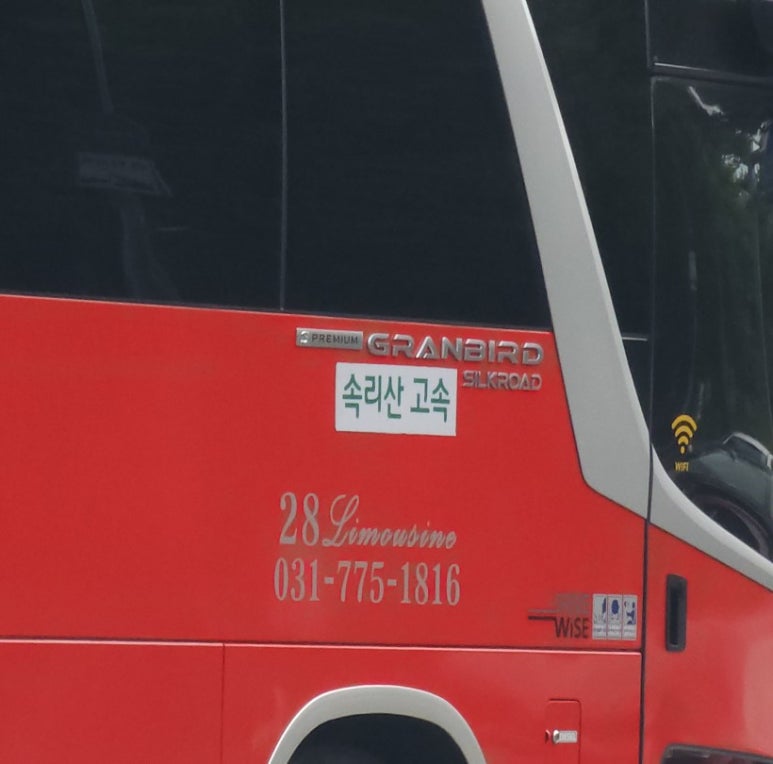 PREMIUM GRANBIRD
SILKROAD
속리산 고속
WIFI
28 Limousine
031-775-1816
WISE